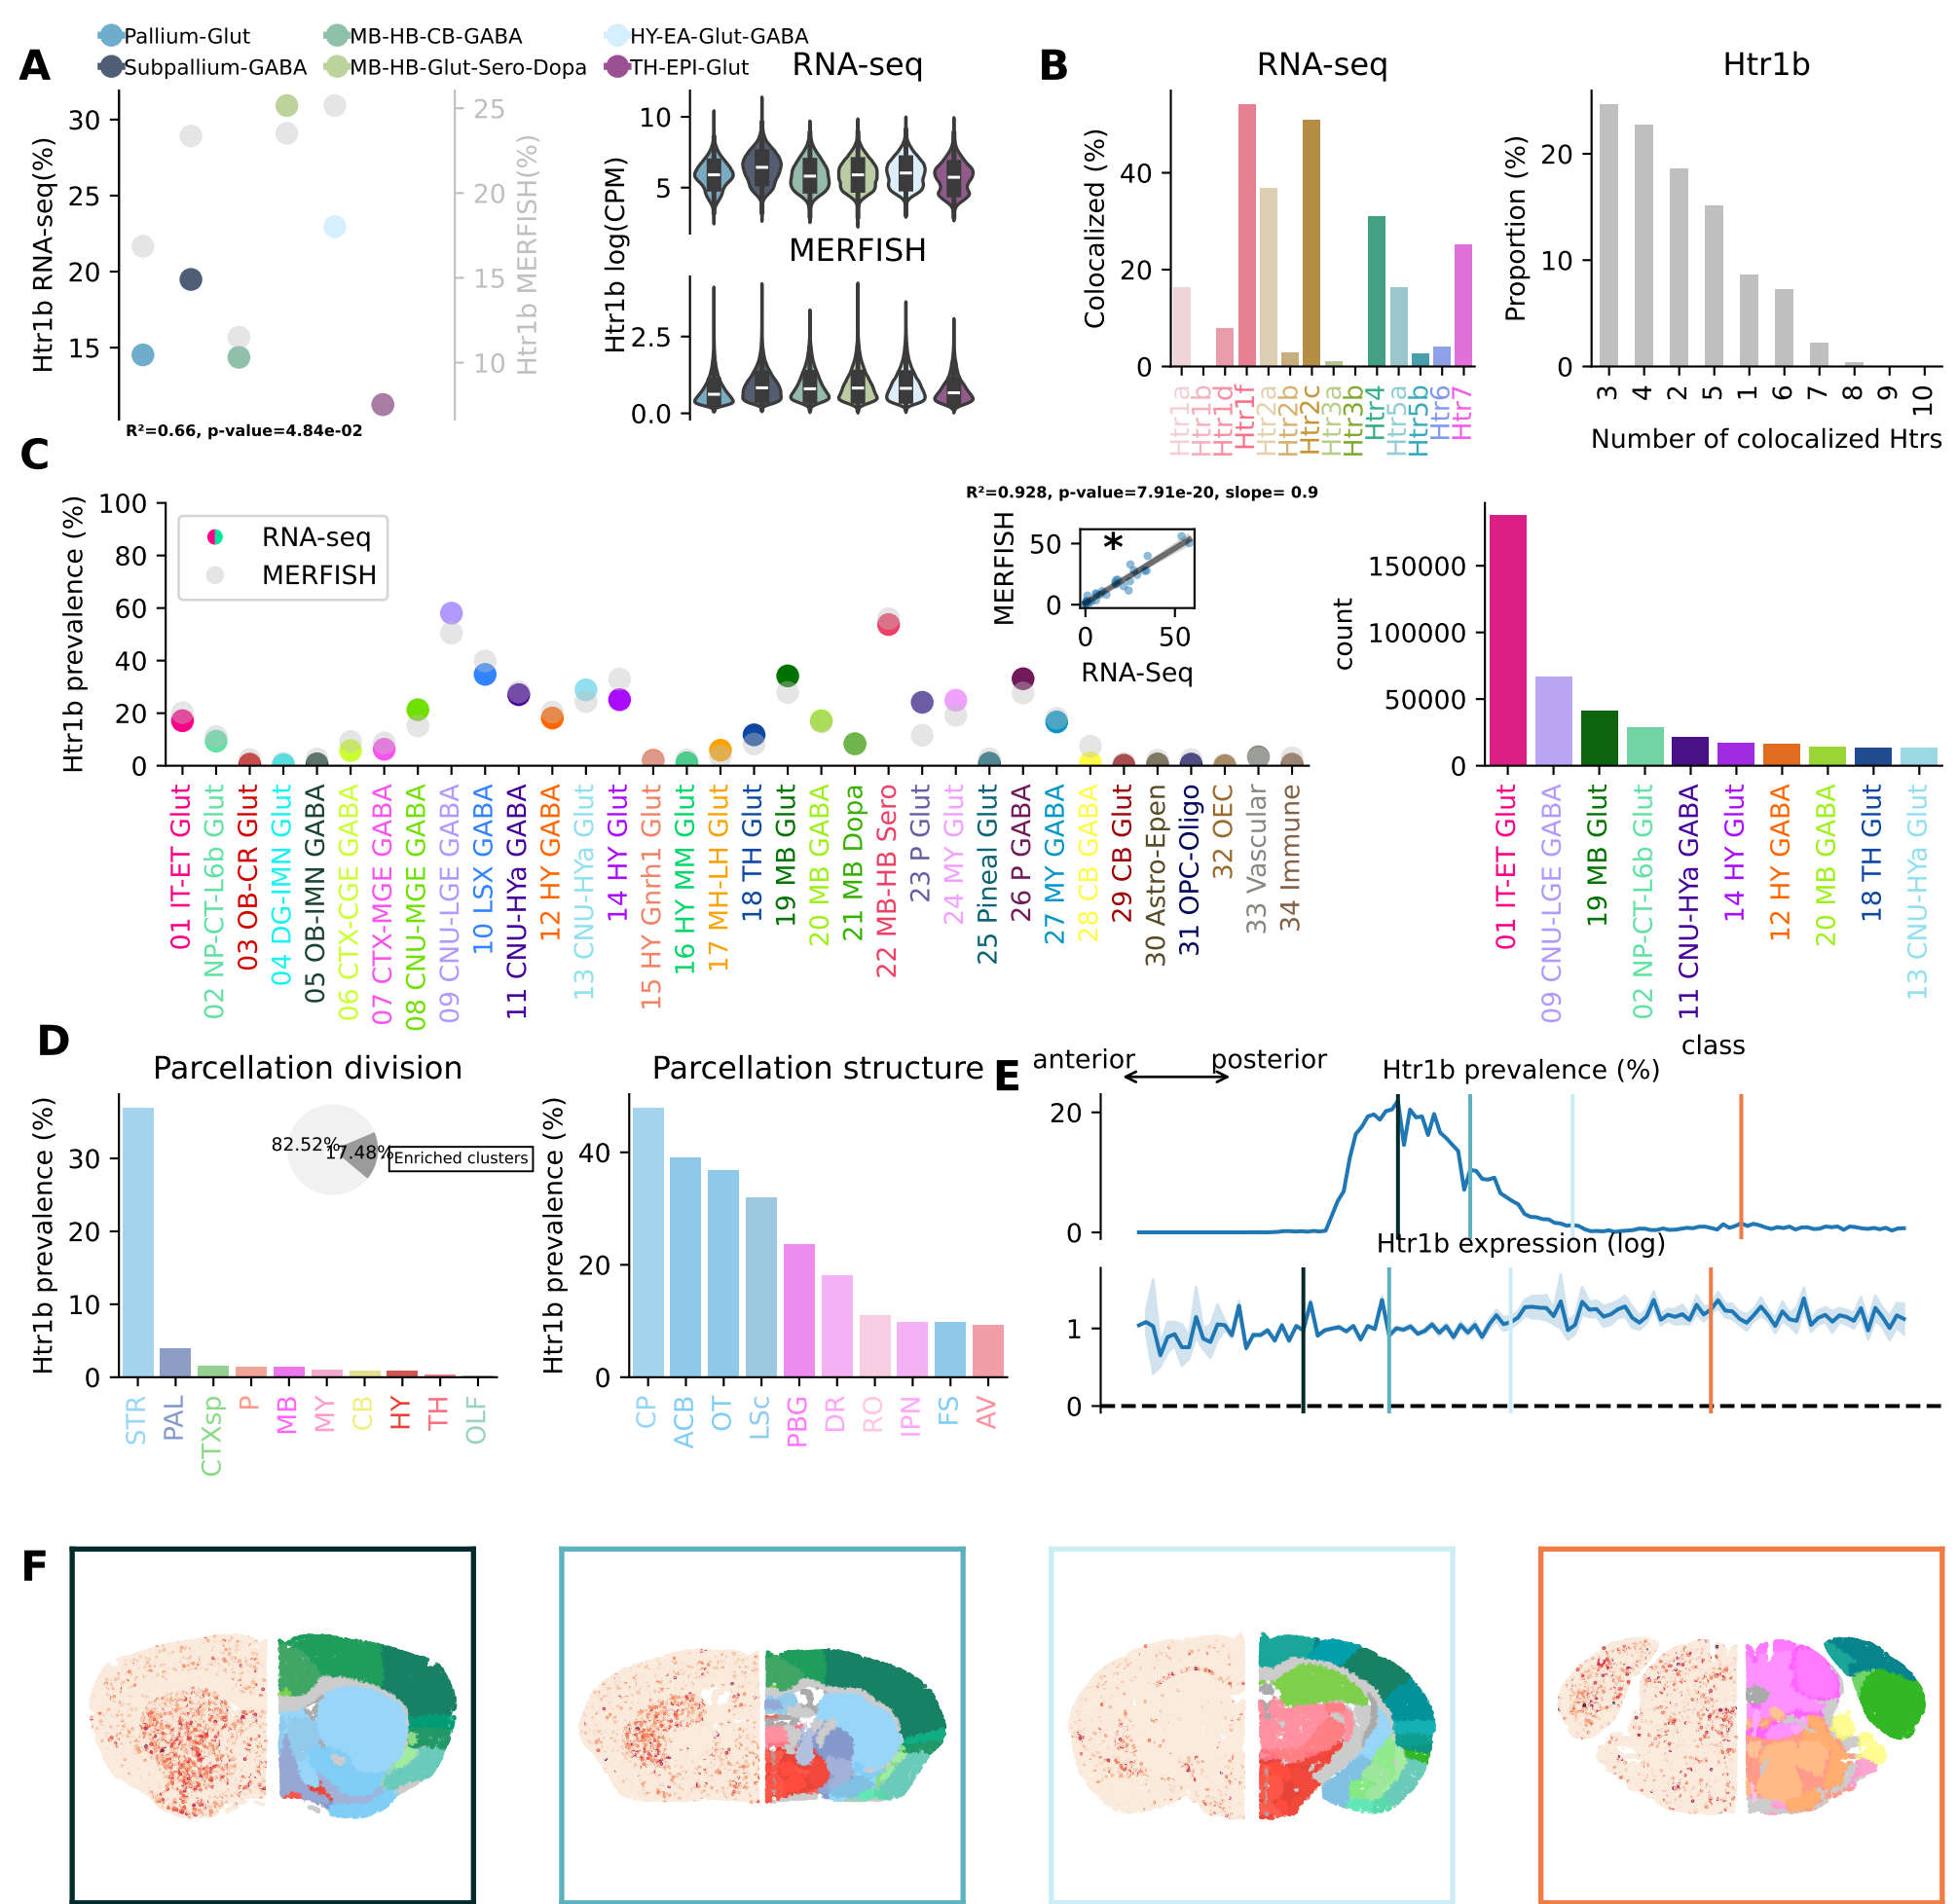 Pallium-Glut
MB-HB-CB-GABA
HY-EA-Glut-GABA
Subpallium-GABA
MB-HB-Glut-Sero-Dopa
TH-EPI-Glut
A
Htr1b RNA-seq(%)
30
25
20
15
25
20
15
10
Htr1b MERFISH(%)
R²=0.66, p-value=4.84e-02
RNA-seq
10
5
Htr1b log(CPM)
MERFISH
2.5
0.0
B
RNA-seq
Colocalized (%)
40
20
0
Htr1a
Htr1b
Htr1d
Htr1f
Htr2a
Htr2b
Htr2c
Htr3a
Htr3b
Htr4
Htr5a
Htr5b
Htr6
Htr7
Htr1b
Proportion (%)
20
10
0
3
4
2
5
1
6
7
8
9
10
Number of colocalized Htrs
C
Htr1b prevalence (%)
100
80
60
40
20
0
RNA-seq
MERFISH
R²=0.928, p-value=7.91e-20, slope= 0.9
MERFISH
50
0
*
0
50
RNA-Seq
01 IT-ET Glut
02 NP-CT-L6b Glut
03 OB-CR Glut
04 DG-IMN Glut
05 OB-IMN GABA
06 CTX-CGE GABA
07 CTX-MGE GABA
08 CNU-MGE GABA
09 CNU-LGE GABA
10 LSX GABA
11 CNU-HYa GABA
12 HY GABA
13 CNU-HYa Glut
14 HY Glut
15 HY Gnrh1 Glut
16 HY MM Glut
17 MH-LH Glut
18 TH Glut
19 MB Glut
20 MB GABA
21 MB Dopa
22 MB-HB Sero
23 P Glut
24 MY Glut
25 Pineal Glut
26 P GABA
27 MY GABA
28 CB GABA
29 CB Glut
30 Astro-Epen
31 OPC-Oligo
32 OEC
33 Vascular
34 Immune
count
150000
100000
50000
0
01 IT-ET Glut
09 CNU-LGE GABA
19 MB Glut
02 NP-CT-L6b Glut
11 CNU-HYa GABA
14 HY Glut
12 HY GABA
20 MB GABA
18 TH Glut
13 CNU-HYa Glut
class
D
Parcellation division
Htr1b prevalence (%)
30
20
10
0
82.52%
17.48%
Enriched clusters
STR
PAL
CTXsp
P
MB
MY
CB
HY
TH
OLF
Parcellation structure
Htr1b prevalence (%)
40
20
0
CP
ACB
OT
LSc
PBG
DR
RO
IPN
FS
AV
E
anterior
posterior
Htr1b prevalence (%)
20
0
Htr1b expression (log)
1
0
F